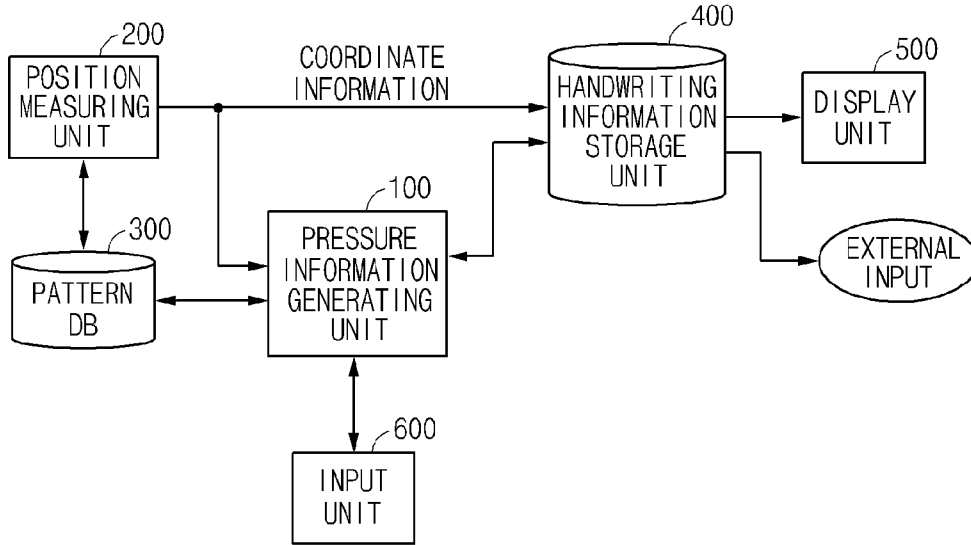 200
POSITION
MEASURING
UNIT
COORDINATE
INFORMATION
400
HANDWRITING
INFORMATION
STORAGE
UNIT
500
DISPLAY
UNIT
300
PATTERN
DB
100
PRESSURE
INFORMATION
GENERATING
UNIT
EXTERNAL
INPUT
600
INPUT
UNIT